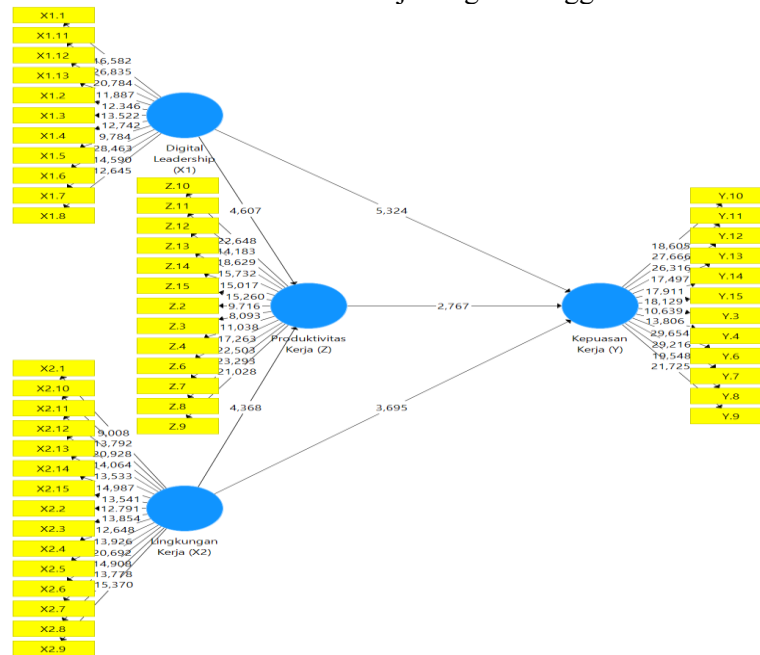 X1.1
X1.11
X1.12
X1.13
X1.2
X1.3
X1.4
X1.5
X1.6
X1.7
X1.8
16,582
26,835
20,784
11,887
12.346
13.522
12,742
9,784
28,463
14,590
12,645
Digital
Leadership
(X1)
4,607
5,324
Z.10
Z.11
Z.12
Z.13
Z.14
Z.15
Z.2
Z.3
Z.4
Z.6
Z.7
Z.8
Z.9
22,648
14,183
18,629
15,732
15,017
15,260
9.716
8,093
11,038
17,263
22,503
23,293
21,028
Produktivitas
Kerja (Z)
2,767
4,368
3,695
Y.10
Y.11
Y.12
Y.13
Y.14
Y.15
Y.3
Y.4
Y.6
Y.7
Y.8
Y.9
18,605
27,666
26,316
17,497
17.911
18,129
10,639
13,806
29,654
29,216
19,548
21,725
Kepuasan
Kerja (Y)
X2.1
X2.10
X2.11
X2.12
X2.13
X2.14
X2.15
X2.2
X2.3
X2.4
X2.5
X2.6
X2.7
X2.8
X2.9
9,008
13,792
20,928
14,064
13,533
14,987
13,541
12.791
13,854
12,648
13,926
20,692
14,908
13,778
15,370
Lingkungan
Kerja (X2)